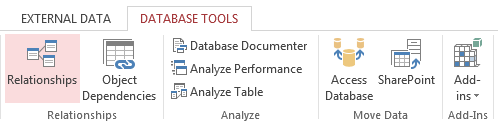 EXTERNAL DATA DATABASE TOOLS
Relationships
Object
Dependencies
Relationships
Database Documenter
Analyze Performance
Analyze Table
Analyze
Access
Database
SharePoint
Move Data
Add-
ins
Add-Ins